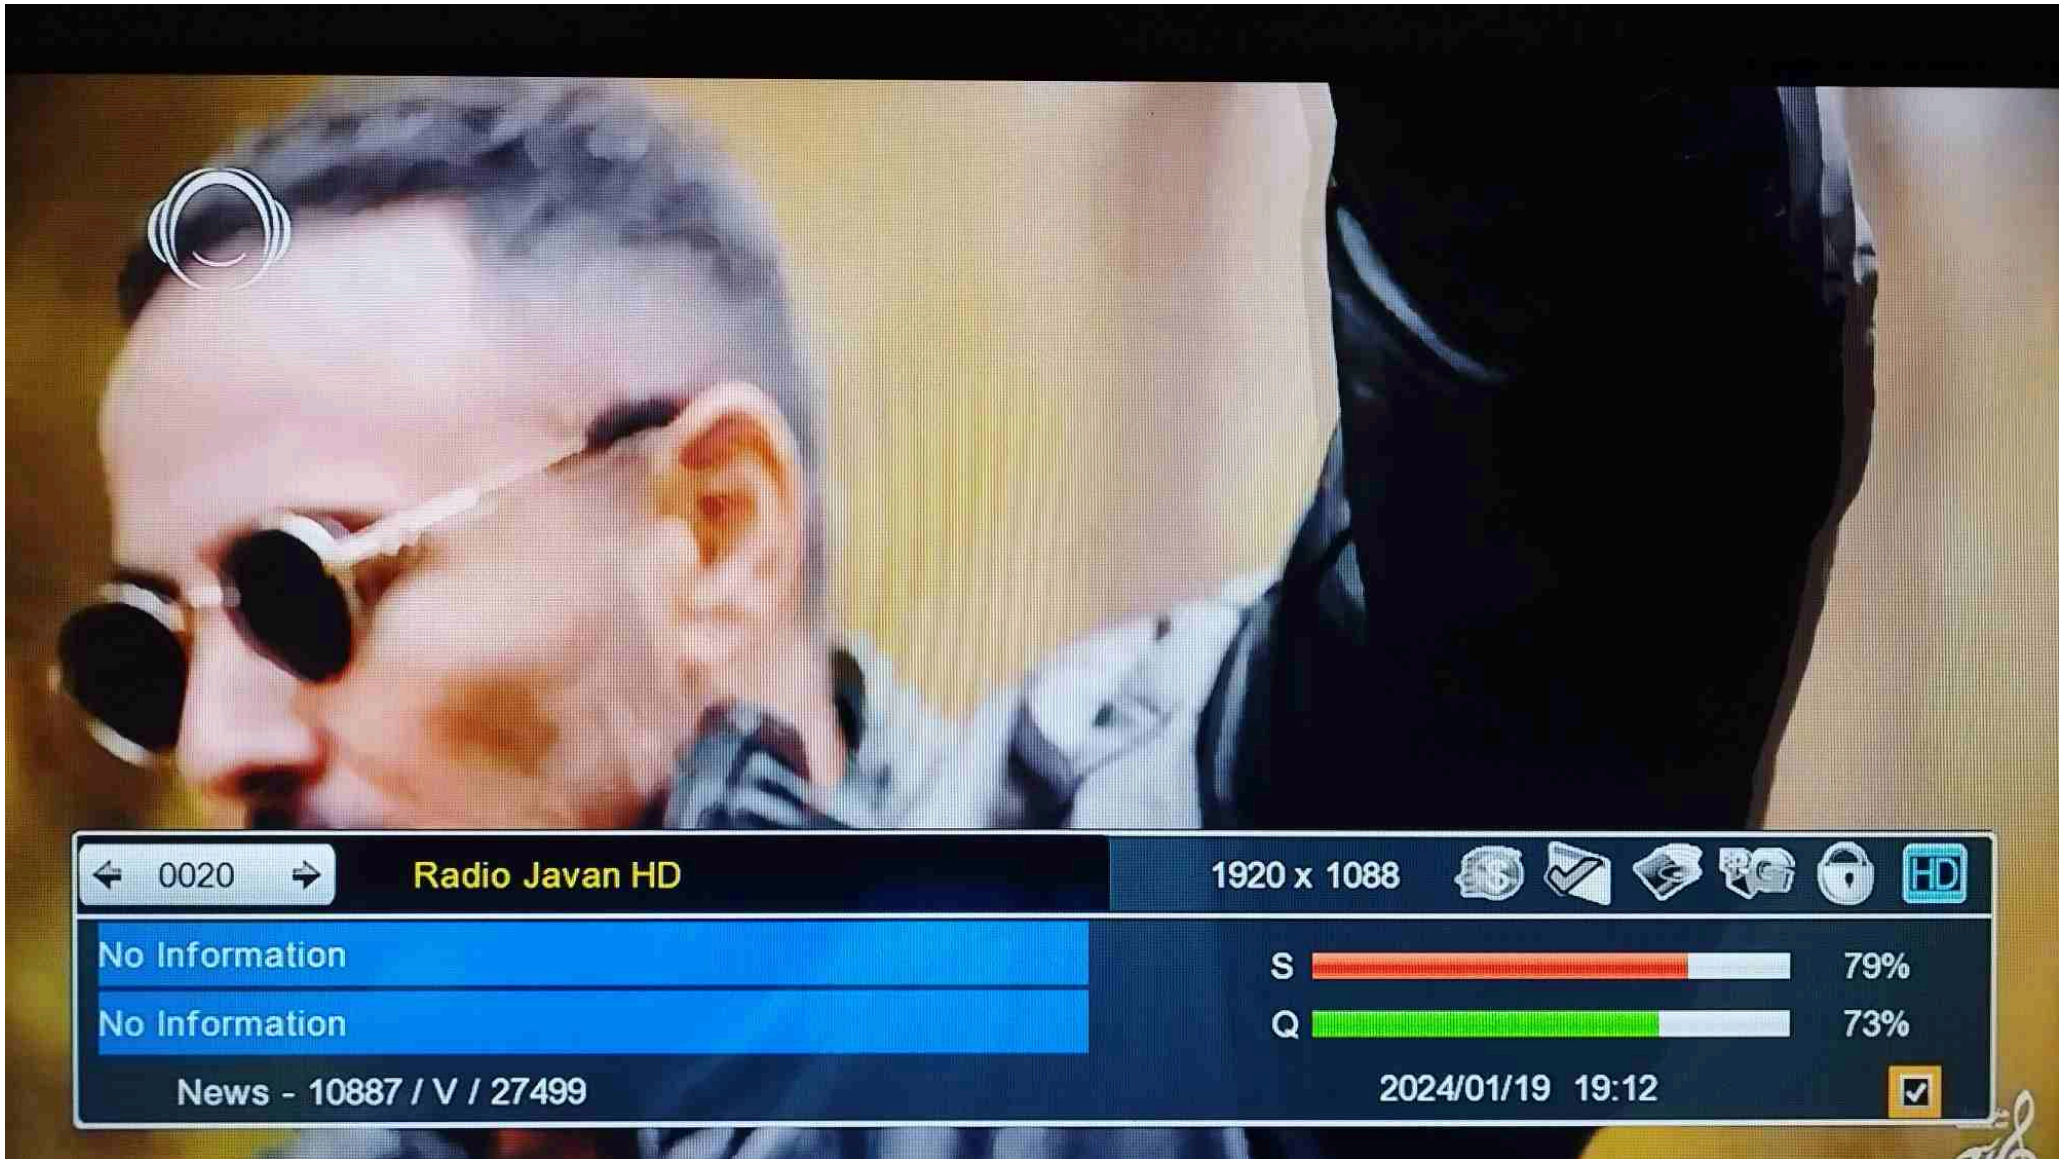 0020 Radio Javan HD 1920 x 1088 HD
No Information
S 79%
No Information
Q 73%
News - 10887 / V / 27499 2024/01/19 19:12